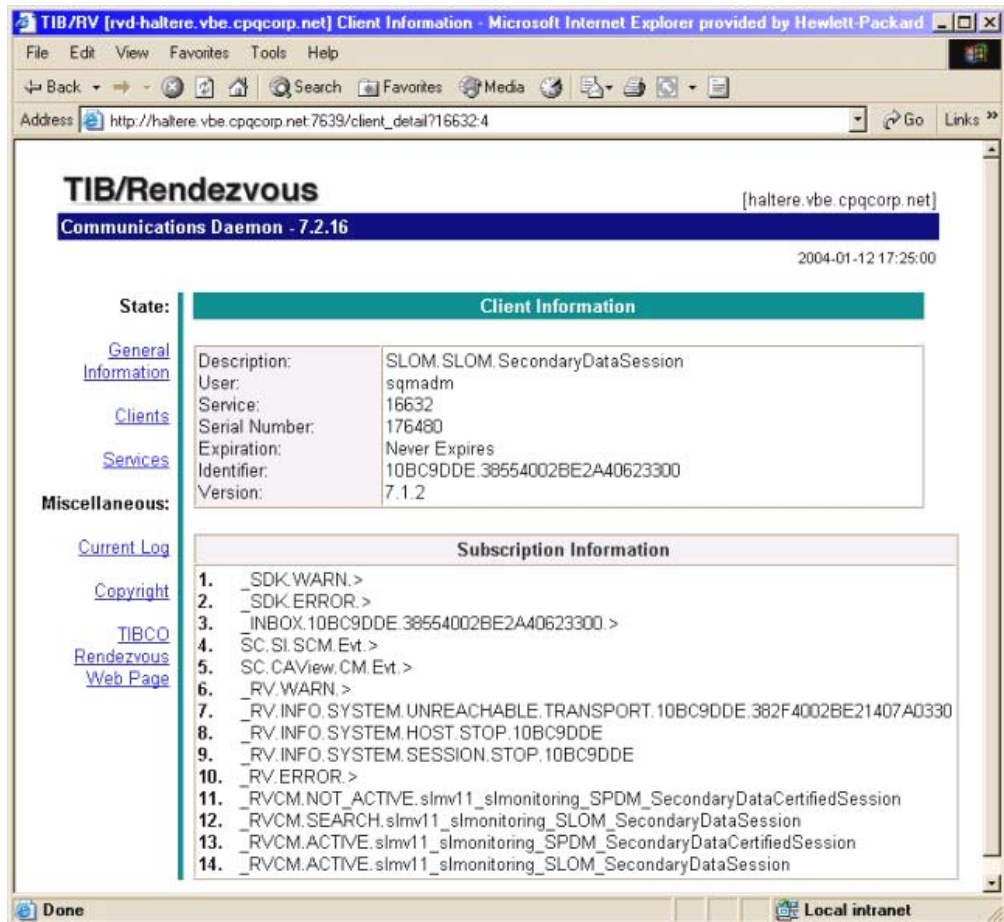 TIB/RV [rvd-haltere.vbe.cpqcorp.net] Client Information - Microsoft Internet Explorer provided by Hewlett-Packard
File Edit View Favorites Tools Help
Back Search Favorites Media
Address http://haltere.vbe.cpqcorp.net:7639/client_detail?16632:4 Go Links »
TIB/Rendezvous
[haltere.vbe.cpqcorp.net]
Communications Daemon - 7.2.16
2004-01-12 17:25:00
State:
General Information
Clients
Services
Miscellaneous:
Current Log
Copyright
TIBCO Rendezvous Web Page
Client Information
Description: SLOM.SLOM.SecondaryDataSession
User: sqmadm
Service: 16632
Serial Number: 176480
Expiration: Never Expires
Identifier: 10BC9DDE.38554002BE2A40623300
Version: 7.1.2
Subscription Information
1. _SDK.WARN.>
2. _SDK.ERROR.>
3. _INBOX.10BC9DDE.38554002BE2A40623300.>
4. SC.SI.SCM.Evt.>
5. SC.CAView.CM.Evt.>
6. _RV.WARN.>
7. _RV.INFO.SYSTEM.UNREACHABLE.TRANSPORT.10BC9DDE.382F4002BE21407A0330
8. _RV.INFO.SYSTEM.HOST.STOP.10BC9DDE
9. _RV.INFO.SYSTEM.SESSION.STOP.10BC9DDE
10. _RV.ERROR.>
11. _RVCM.NOT_ACTIVE.slmv11_slmonitoring_SPDM_SecondaryDataCertifiedSession
12. _RVCM.SEARCH.slmv11_slmonitoring_SLOM_SecondaryDataSession
13. _RVCM.ACTIVE.slmv11_slmonitoring_SPDM_SecondaryDataCertifiedSession
14. _RVCM.ACTIVE.slmv11_slmonitoring_SLOM_SecondaryDataSession
Done
Local intranet